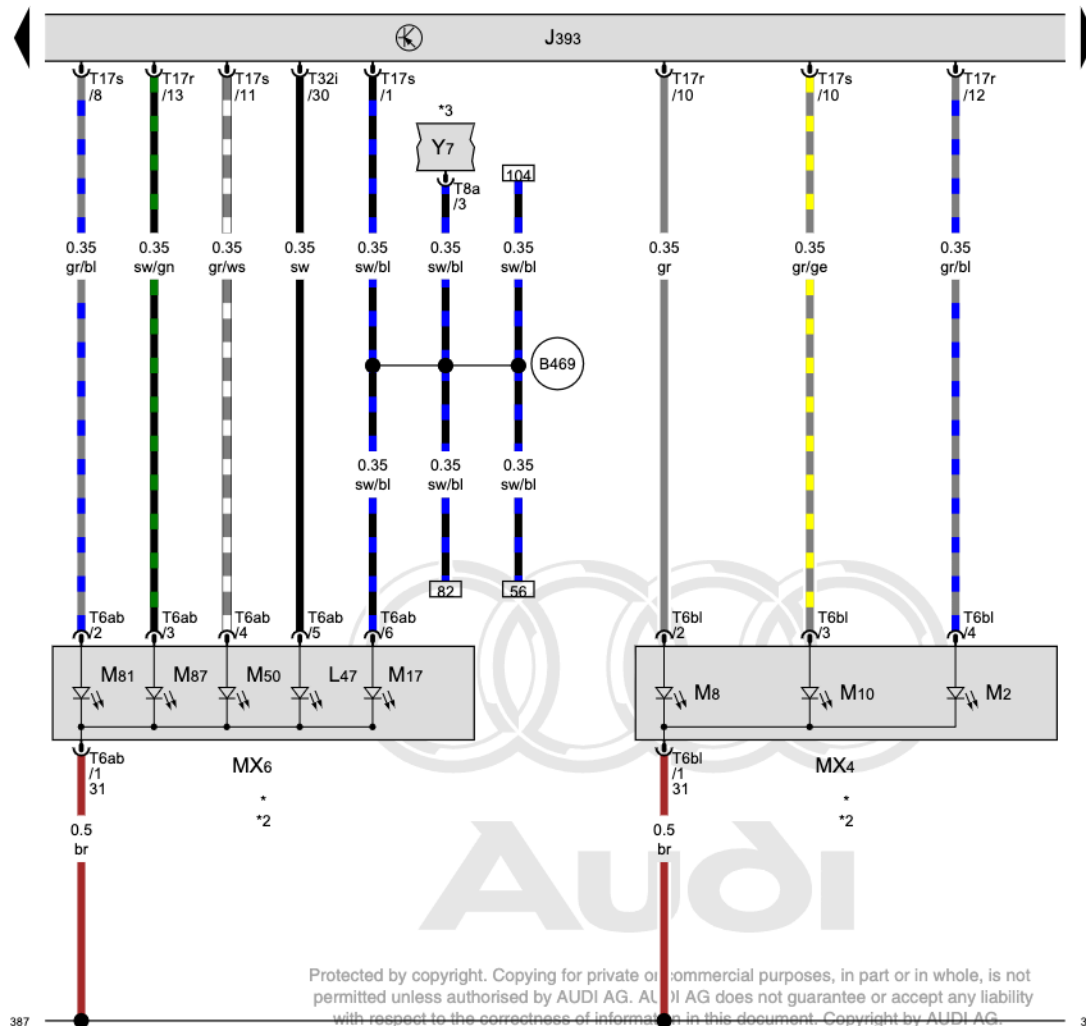 J393
T17s
/8
T17r
/13
T17s
/11
T32i
/30
T17s
/1
T17r
/10
T17s
/10
T17r
/12
*3
Y7
T8a
/3
104
0.35
gr/bl
0.35
sw/gn
0.35
gr/ws
0.35
sw
0.35
sw/bl
0.35
sw/bl
0.35
sw/bl
0.35
gr
0.35
gr/ge
0.35
gr/bl
B469
0.35
sw/bl
0.35
sw/bl
0.35
sw/bl
82
56
T6ab
/2
T6ab
/3
T6ab
/4
T6ab
/5
T6ab
/6
T6bl
/2
T6bl
/3
T6bl
/4
M81
M87
M50
L47
M17
M8
M10
M2
T6ab
/1
31
MX6
*
*2
T6bl
/1
31
MX4
*
*2
0.5
br
0.5
br
Audi
Protected by copyright. Copying for private or commercial purposes, in part or in whole, is not
permitted unless authorised by AUDI AG. AUDI AG does not guarantee or accept any liability
with respect to the correctness of information in this document. Copyright by AUDI AG.
387